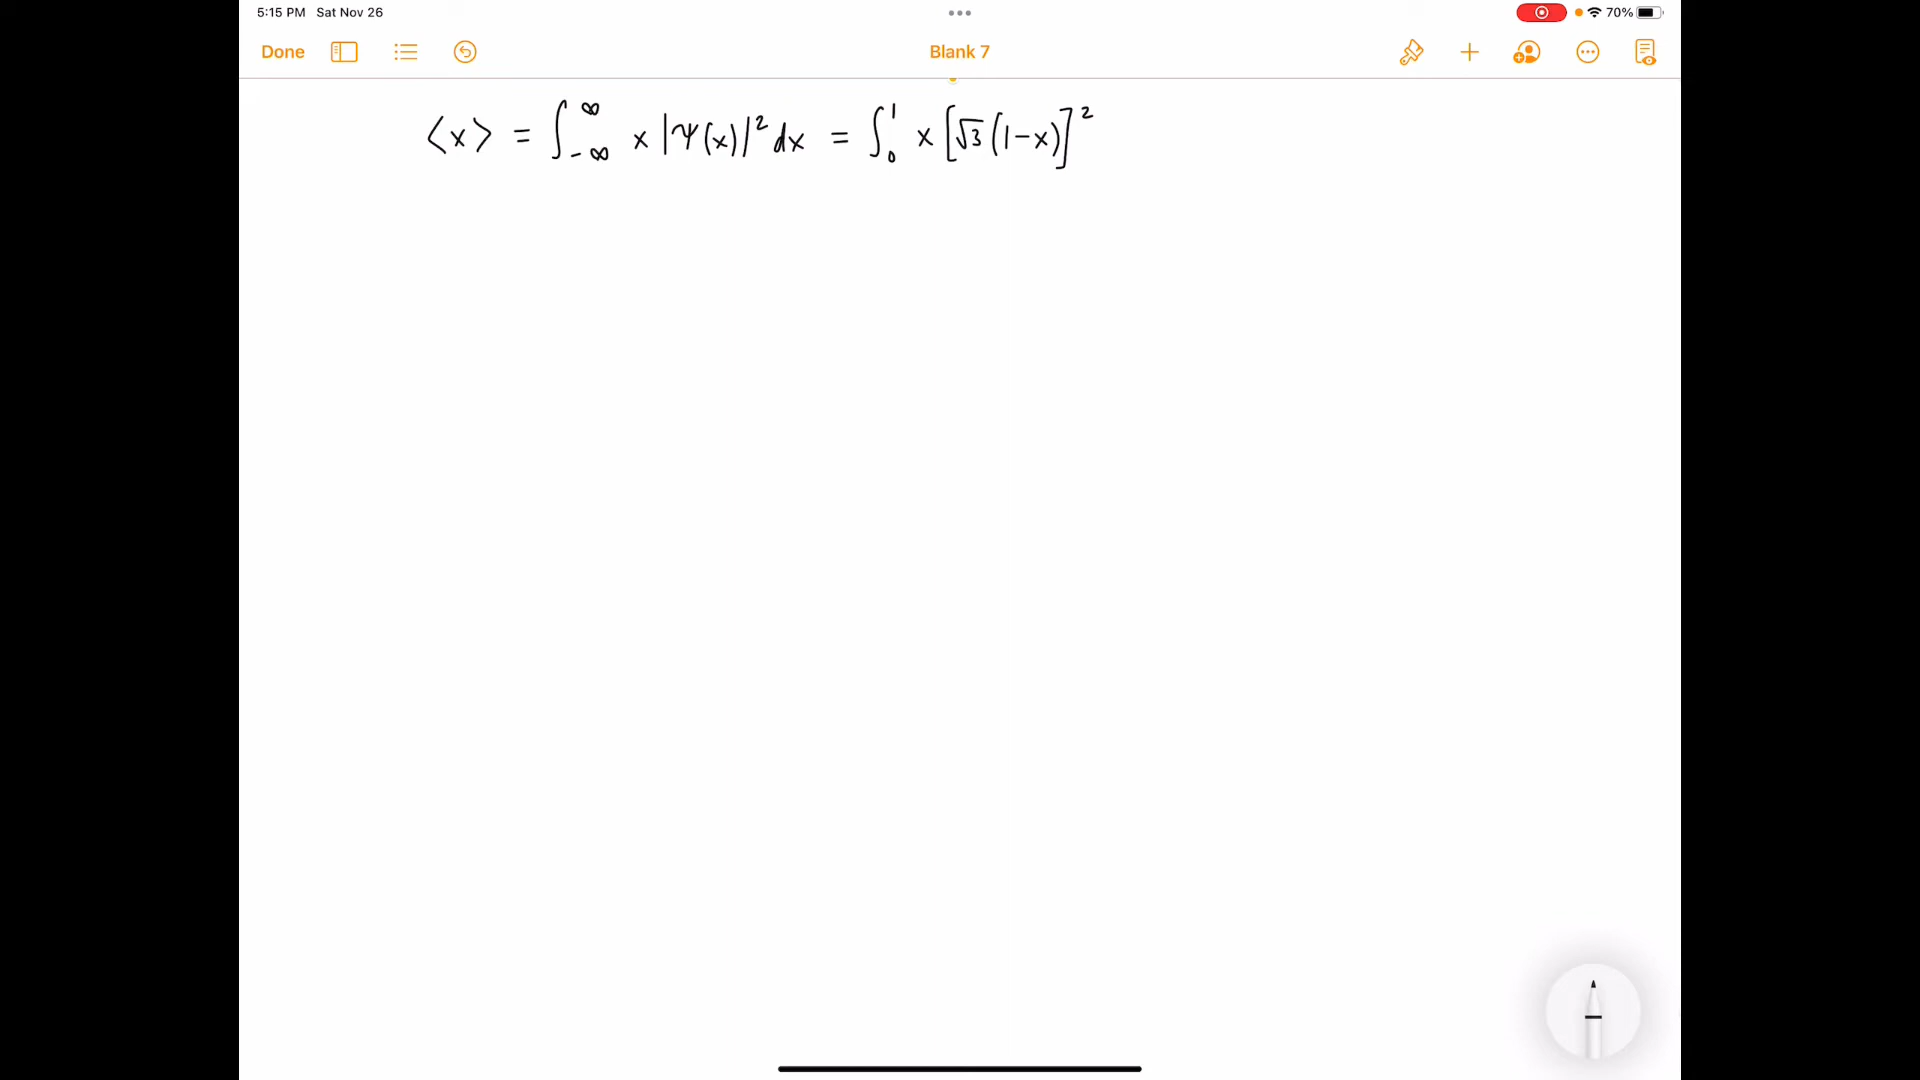 5:15 PM Sat Nov 26
70%
Done
Blank 7
⟨x⟩ = ∫_{-∞}^{∞} x |Ψ(x)|² dx = ∫_0^1 x [√3 (1-x)]²